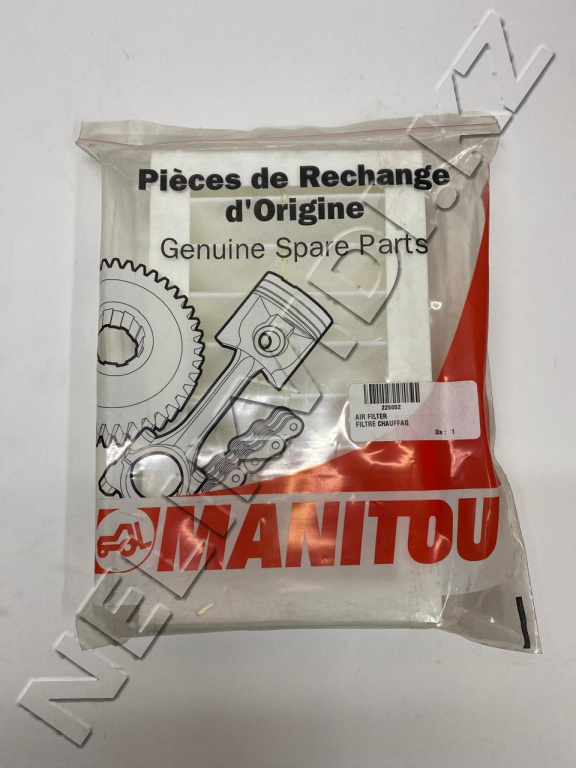 Pièces de Rechange
d'Origine
Genuine Spare Parts
225052
AIR FILTER
FILTRE CHAUFFAG.
Qte : 1
MANITOU